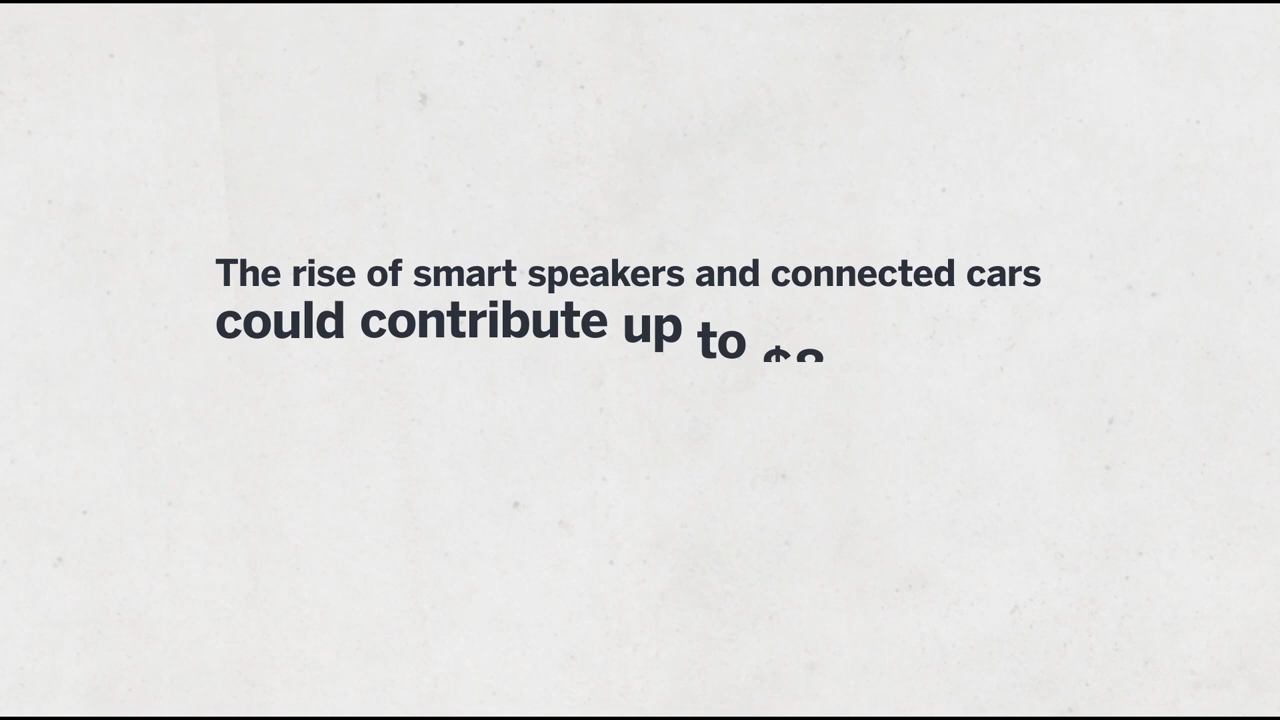 The rise of smart speakers and connected cars
could contribute up to